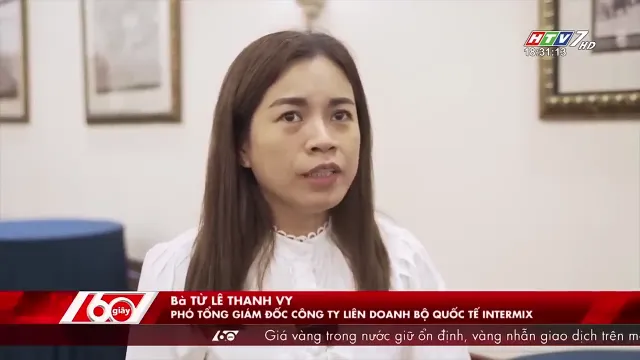 HTV7 HD
18:31:13
Bà TỪ LÊ THANH VY
PHÓ TỔNG GIÁM ĐỐC CÔNG TY LIÊN DOANH BỘ QUỐC TẾ INTERMIX
60 giây
60s Giá vàng trong nước giữ ổn định, vàng nhẫn giao dịch trên m